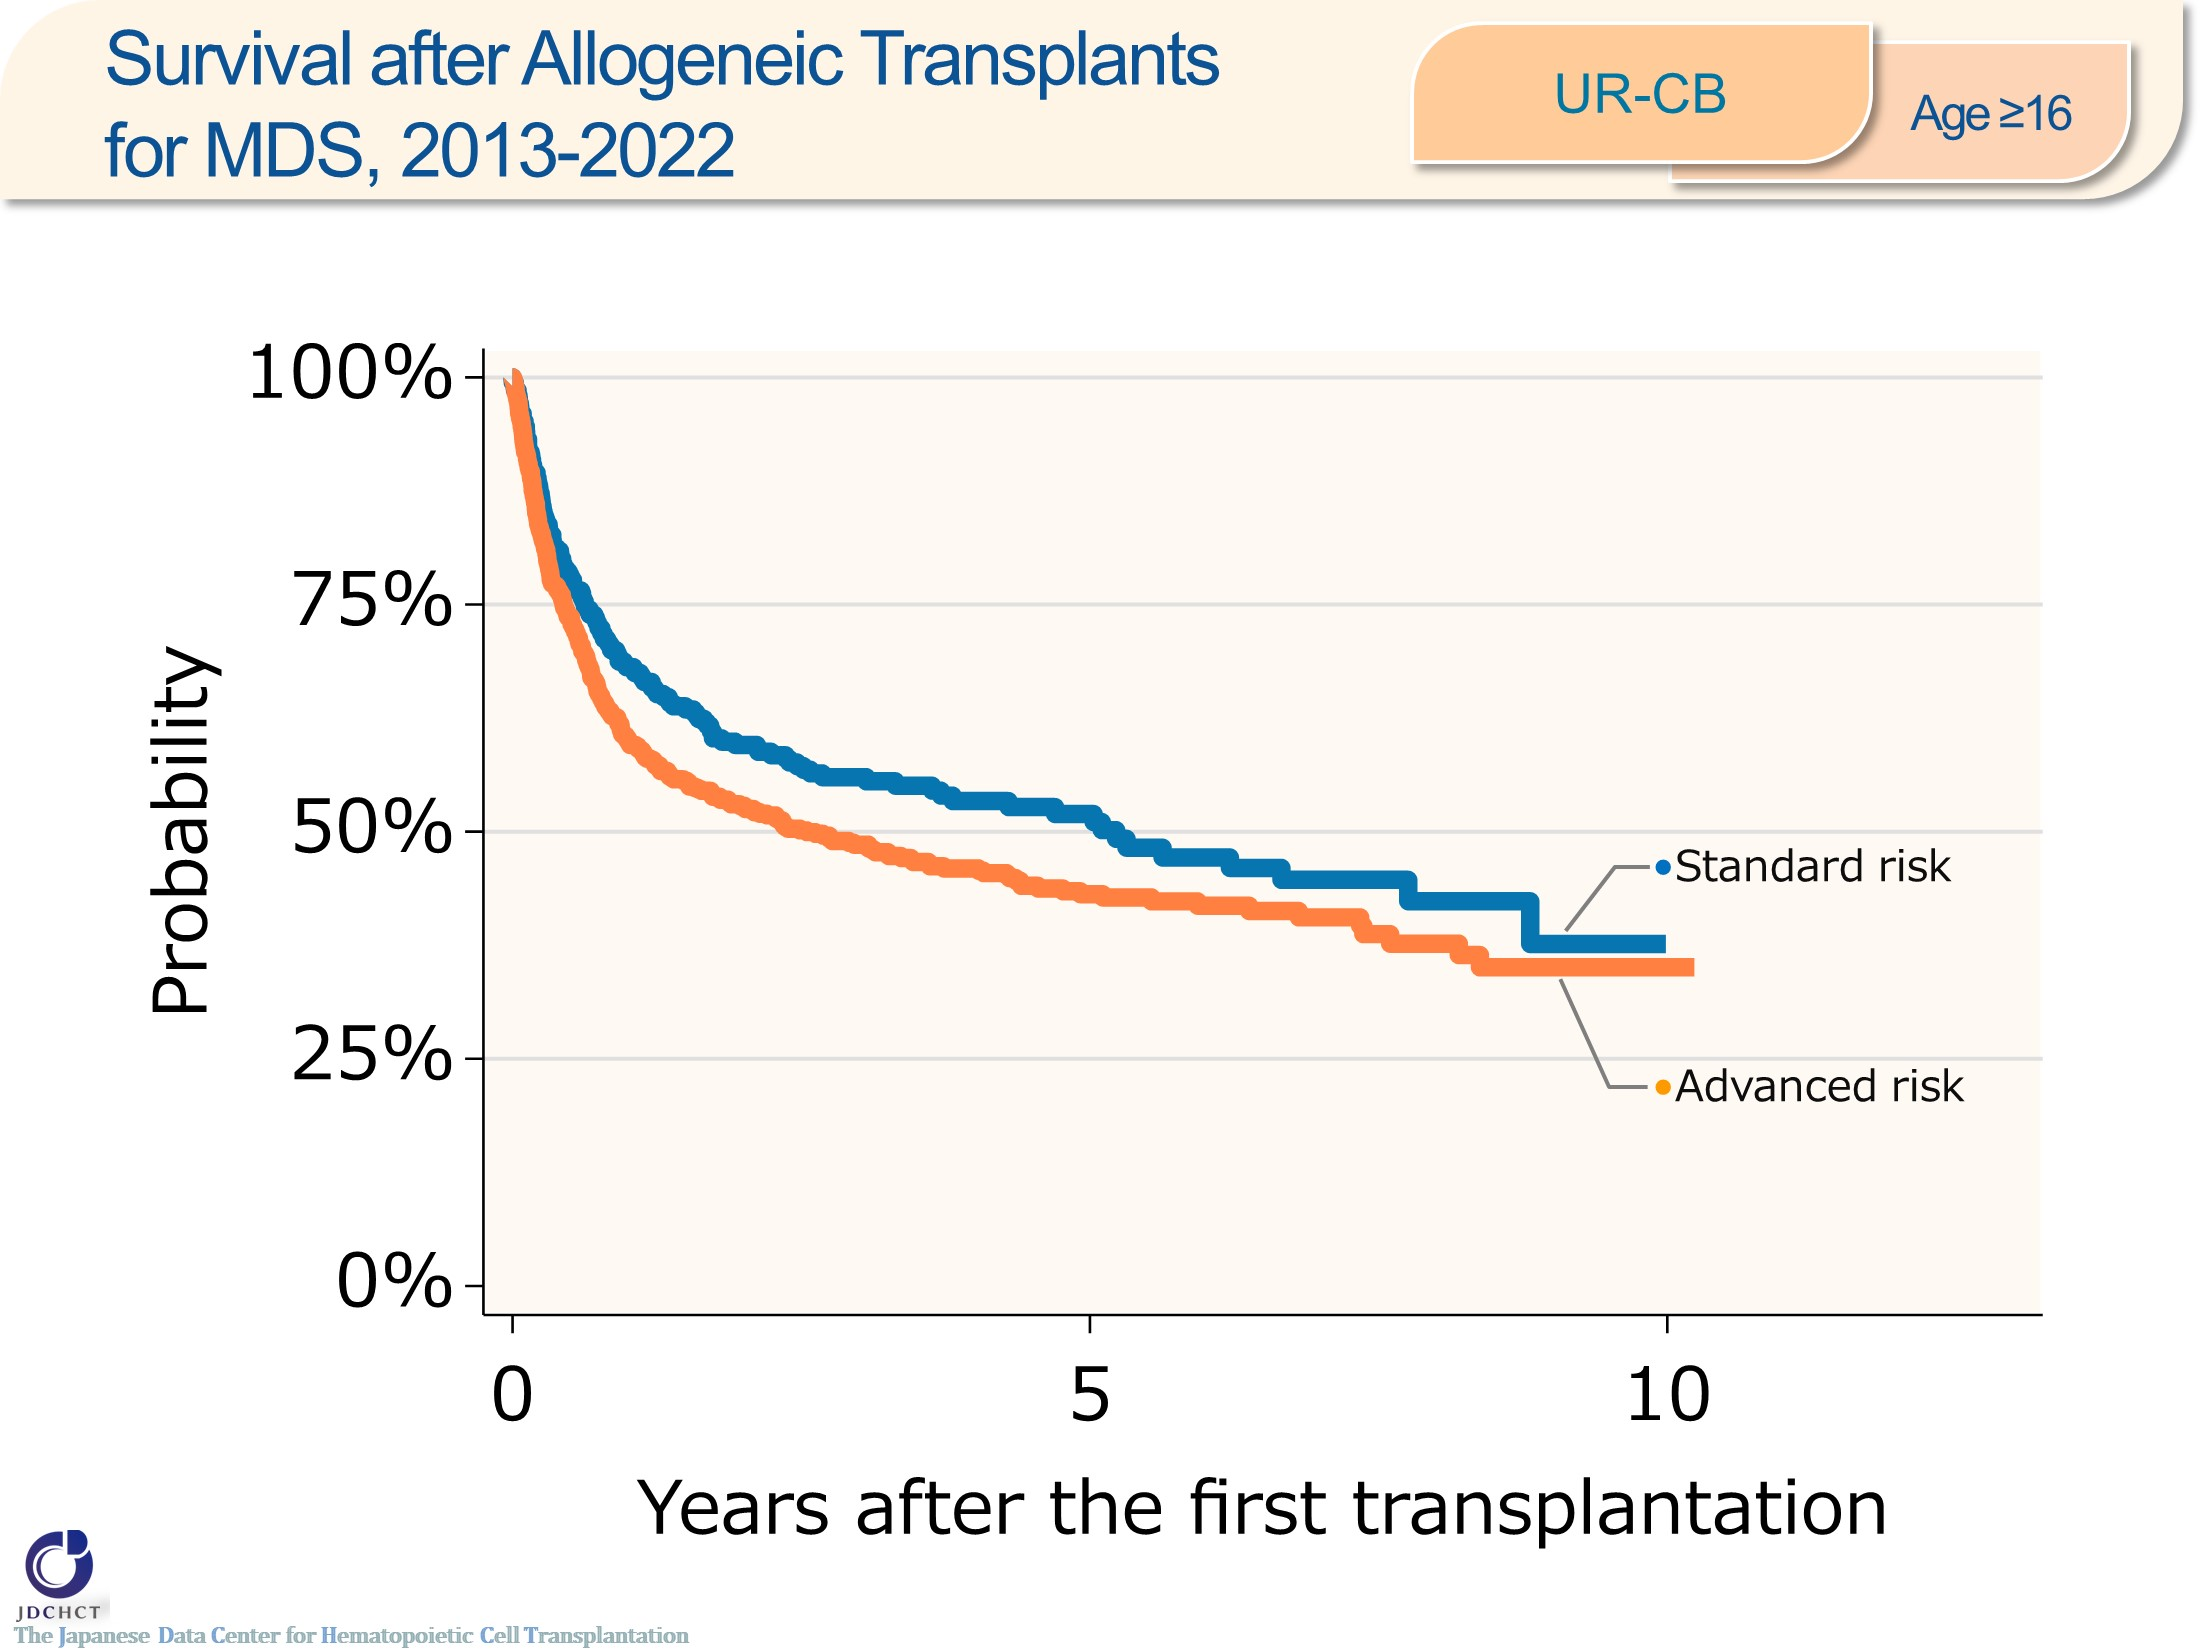 Survival after Allogeneic Transplants
for MDS, 2013-2022
UR-CB
Age ≥16
100%
75%
50%
25%
0%
Probability
Standard risk
Advanced risk
0
5
10
Years after the first transplantation
JDCHCT
The Japanese Data Center for Hematopoietic Cell Transplantation